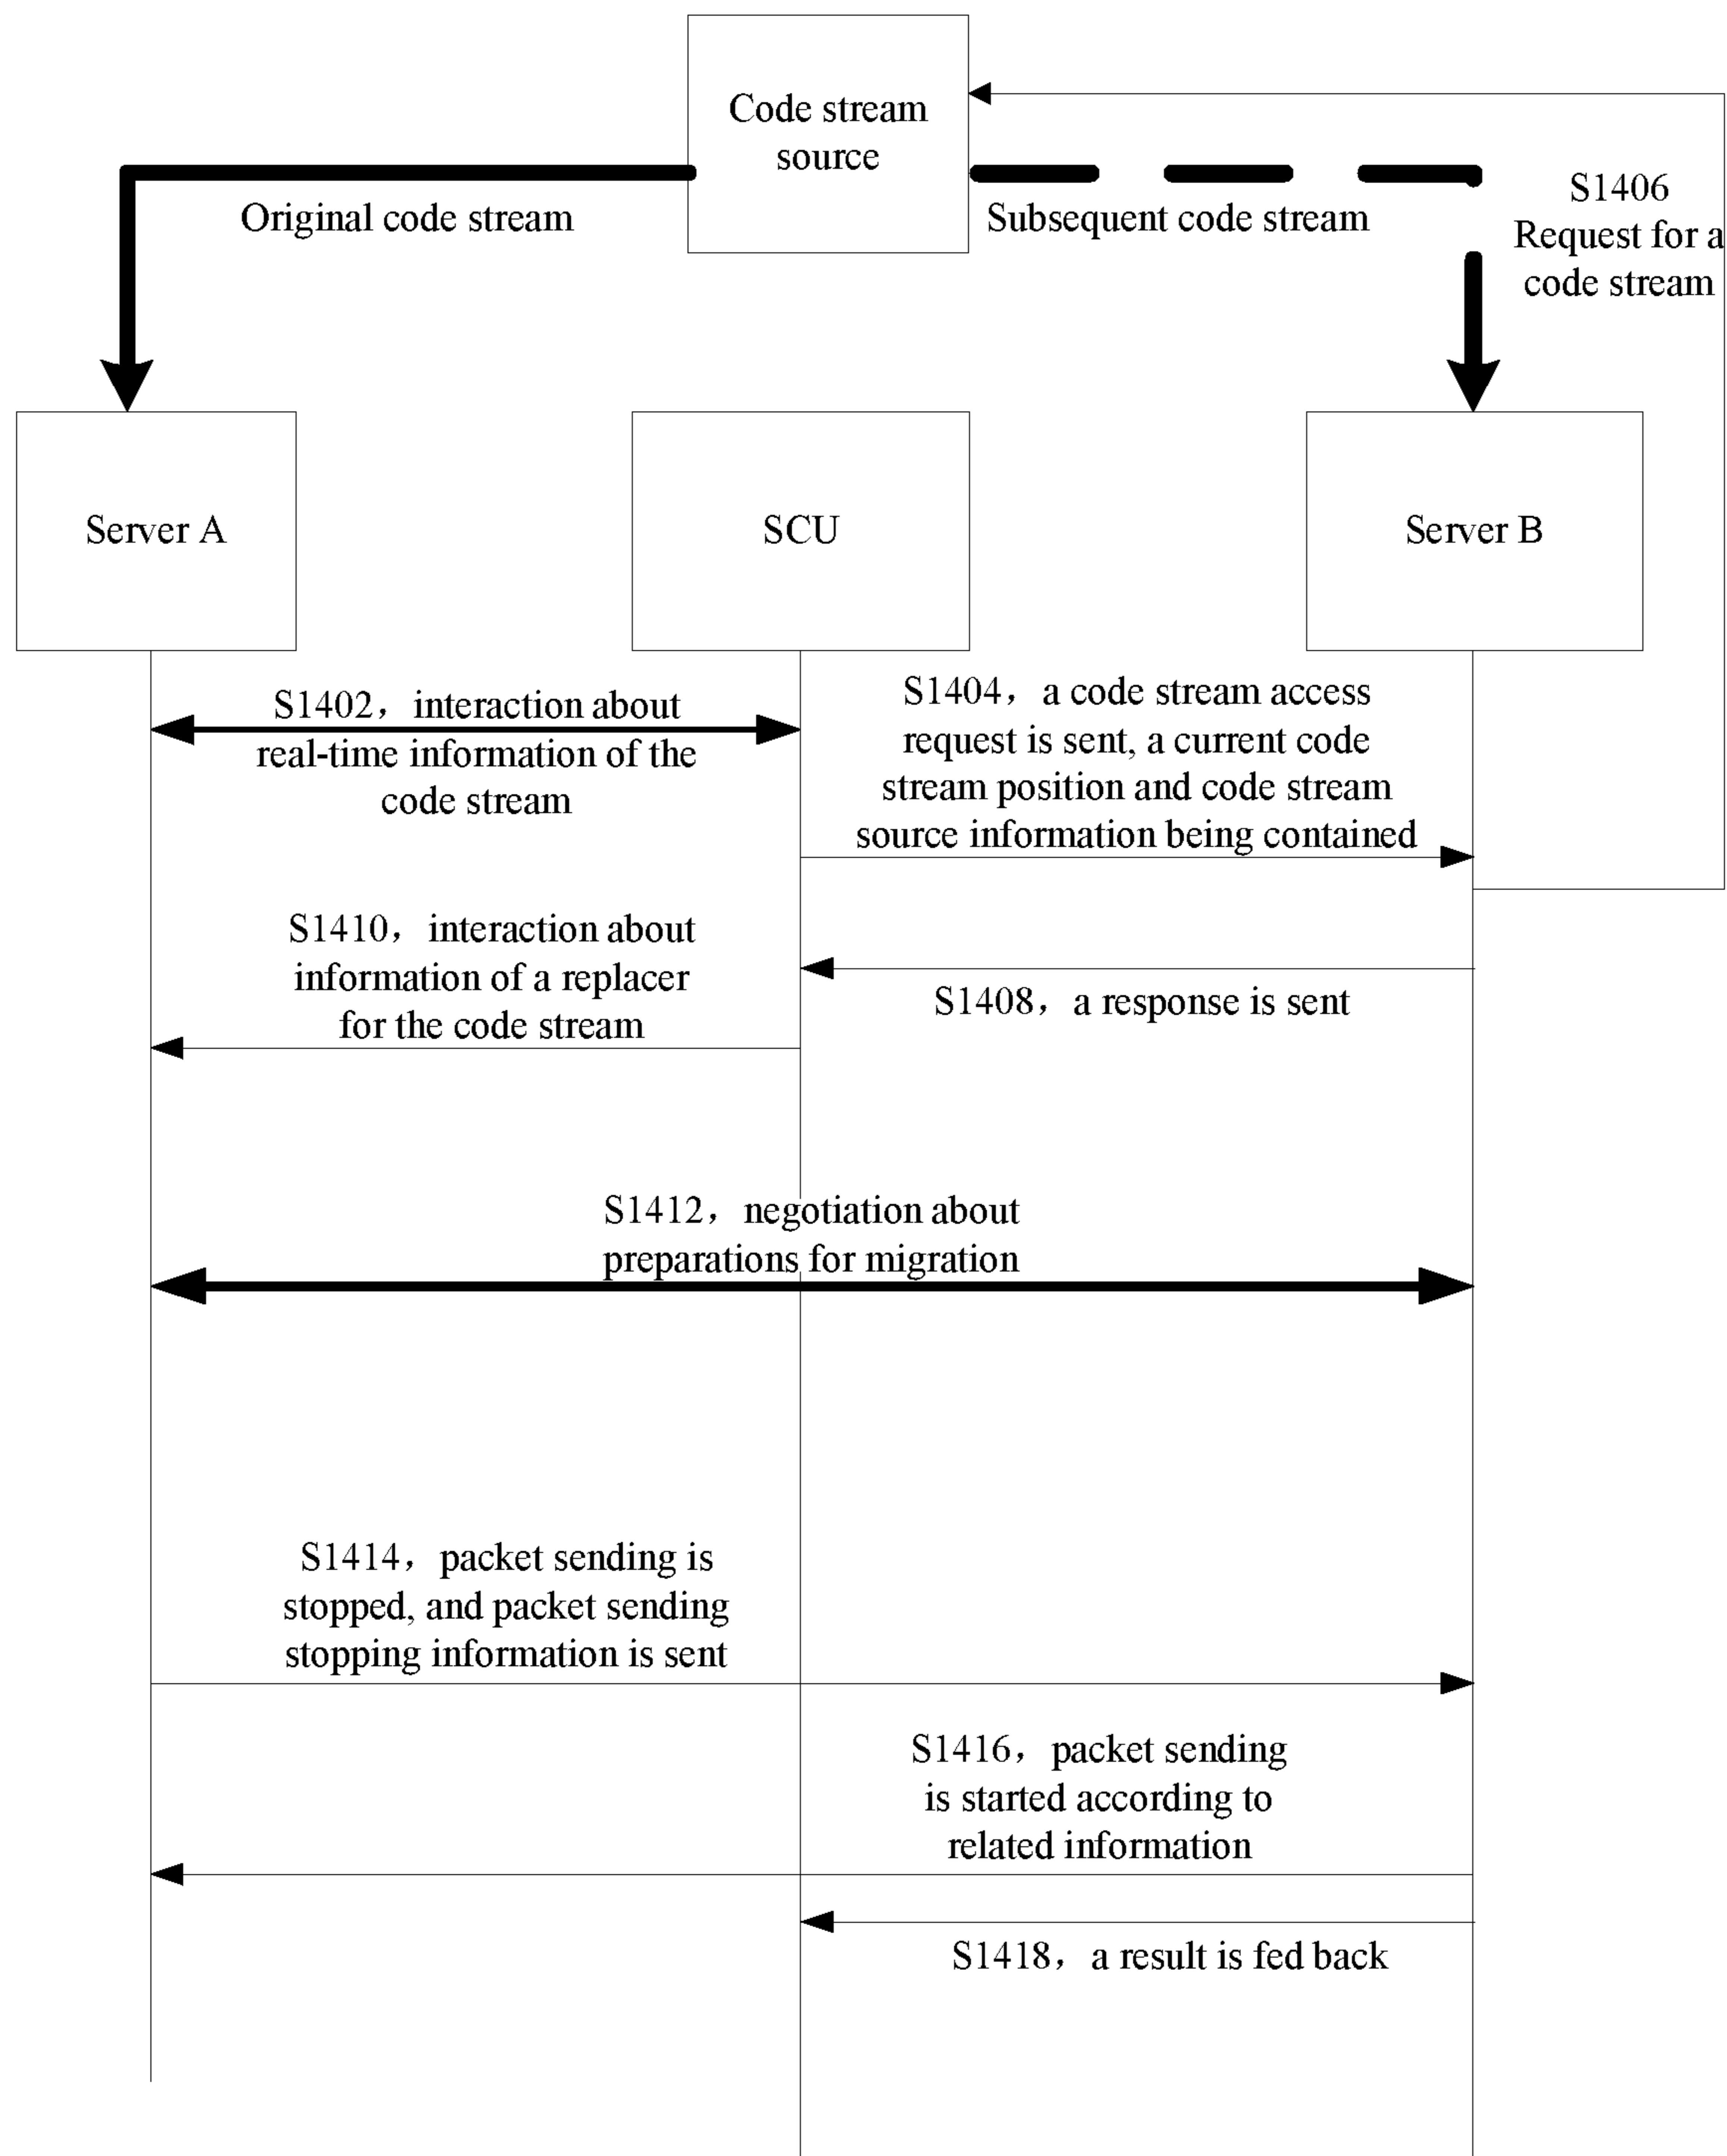 Code stream
source
Original code stream
Subsequent code stream
S1406
Request for a
code stream
Server A
SCU
Server B
S1402，interaction about
real-time information of the
code stream
S1404，a code stream access
request is sent, a current code
stream position and code stream
source information being contained
S1410，interaction about
information of a replacer
for the code stream
S1408，a response is sent
S1412，negotiation about
preparations for migration
S1414，packet sending is
stopped, and packet sending
stopping information is sent
S1416，packet sending
is started according to
related information
S1418，a result is fed back